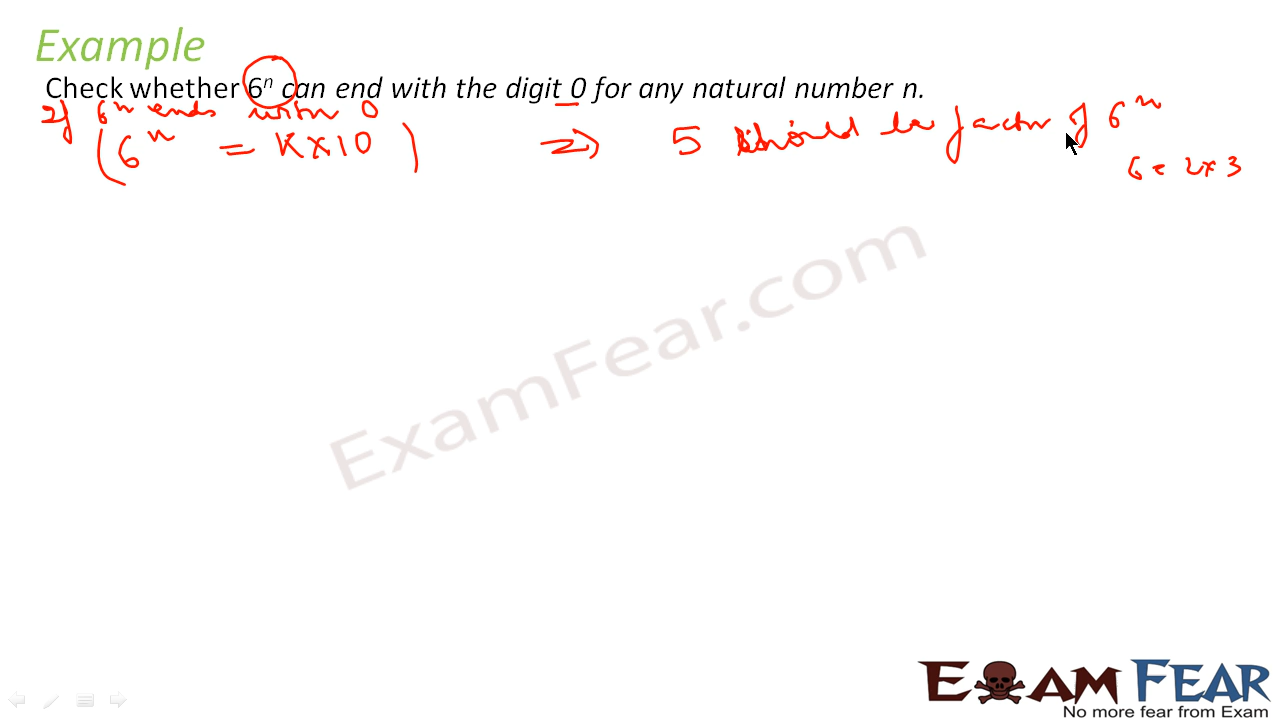 Example
Check whether 6ⁿ can end with the digit 0 for any natural number n.
If 6ⁿ ends with 0
(6ⁿ = K×10) ⇒ 5 should be factor of 6ⁿ
6 = 2×3
ExamFear.com
EXAM FEAR
No more fear from Exam